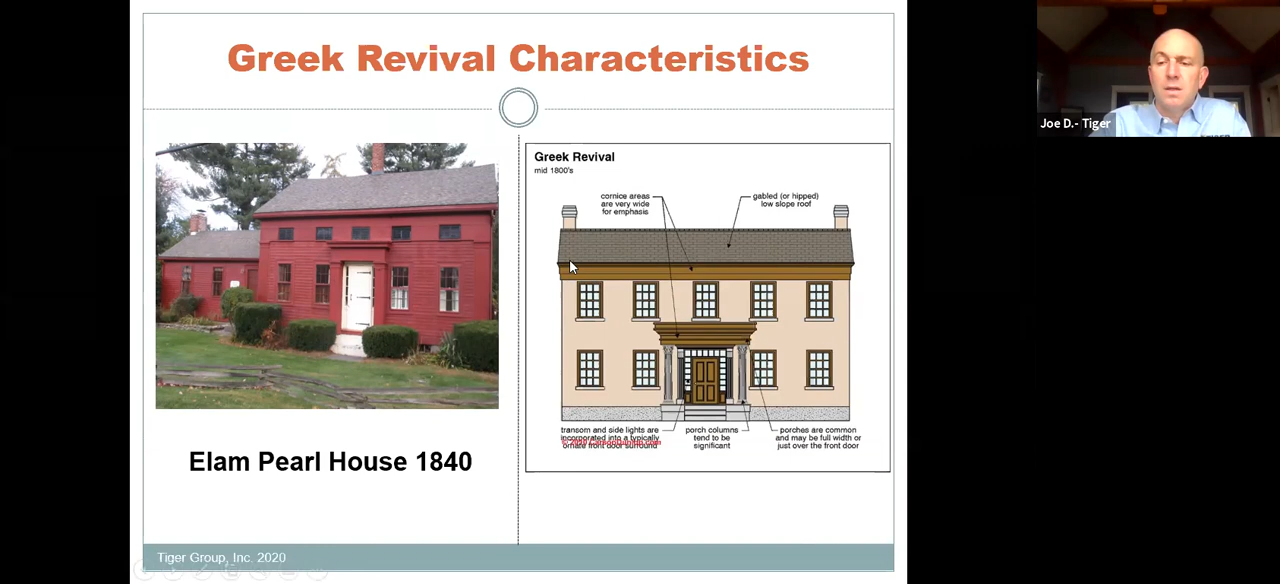 Greek Revival Characteristics
Joe D.- Tiger
Greek Revival
mid 1800's
cornice areas
are very wide
for emphasis
gabled (or hipped)
low slope roof
transom and side lights are
incorporated into a typically
ornate front door surround
porch columns
tend to be
significant
porches are common
and may be full width or
just over the front door
Elam Pearl House 1840
Tiger Group, Inc. 2020